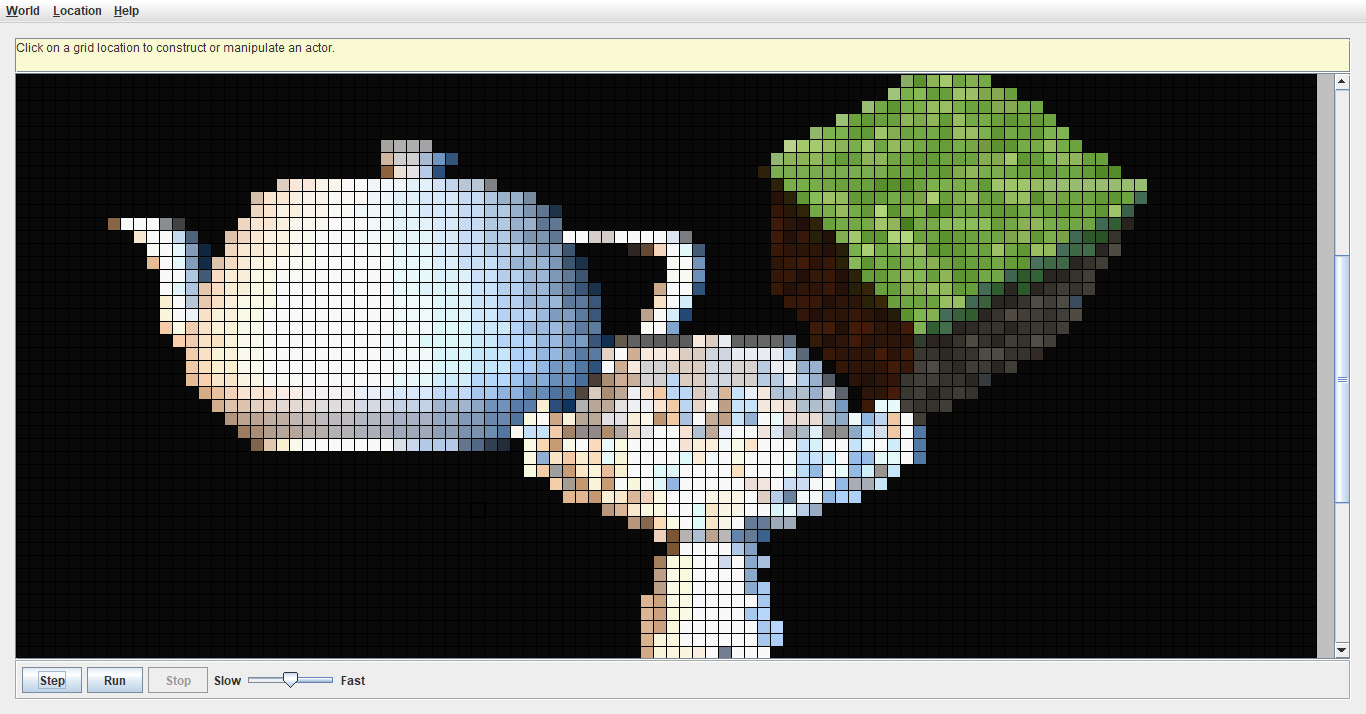 World Location Help
Click on a grid location to construct or manipulate an actor.
Step Run Stop Slow Fast